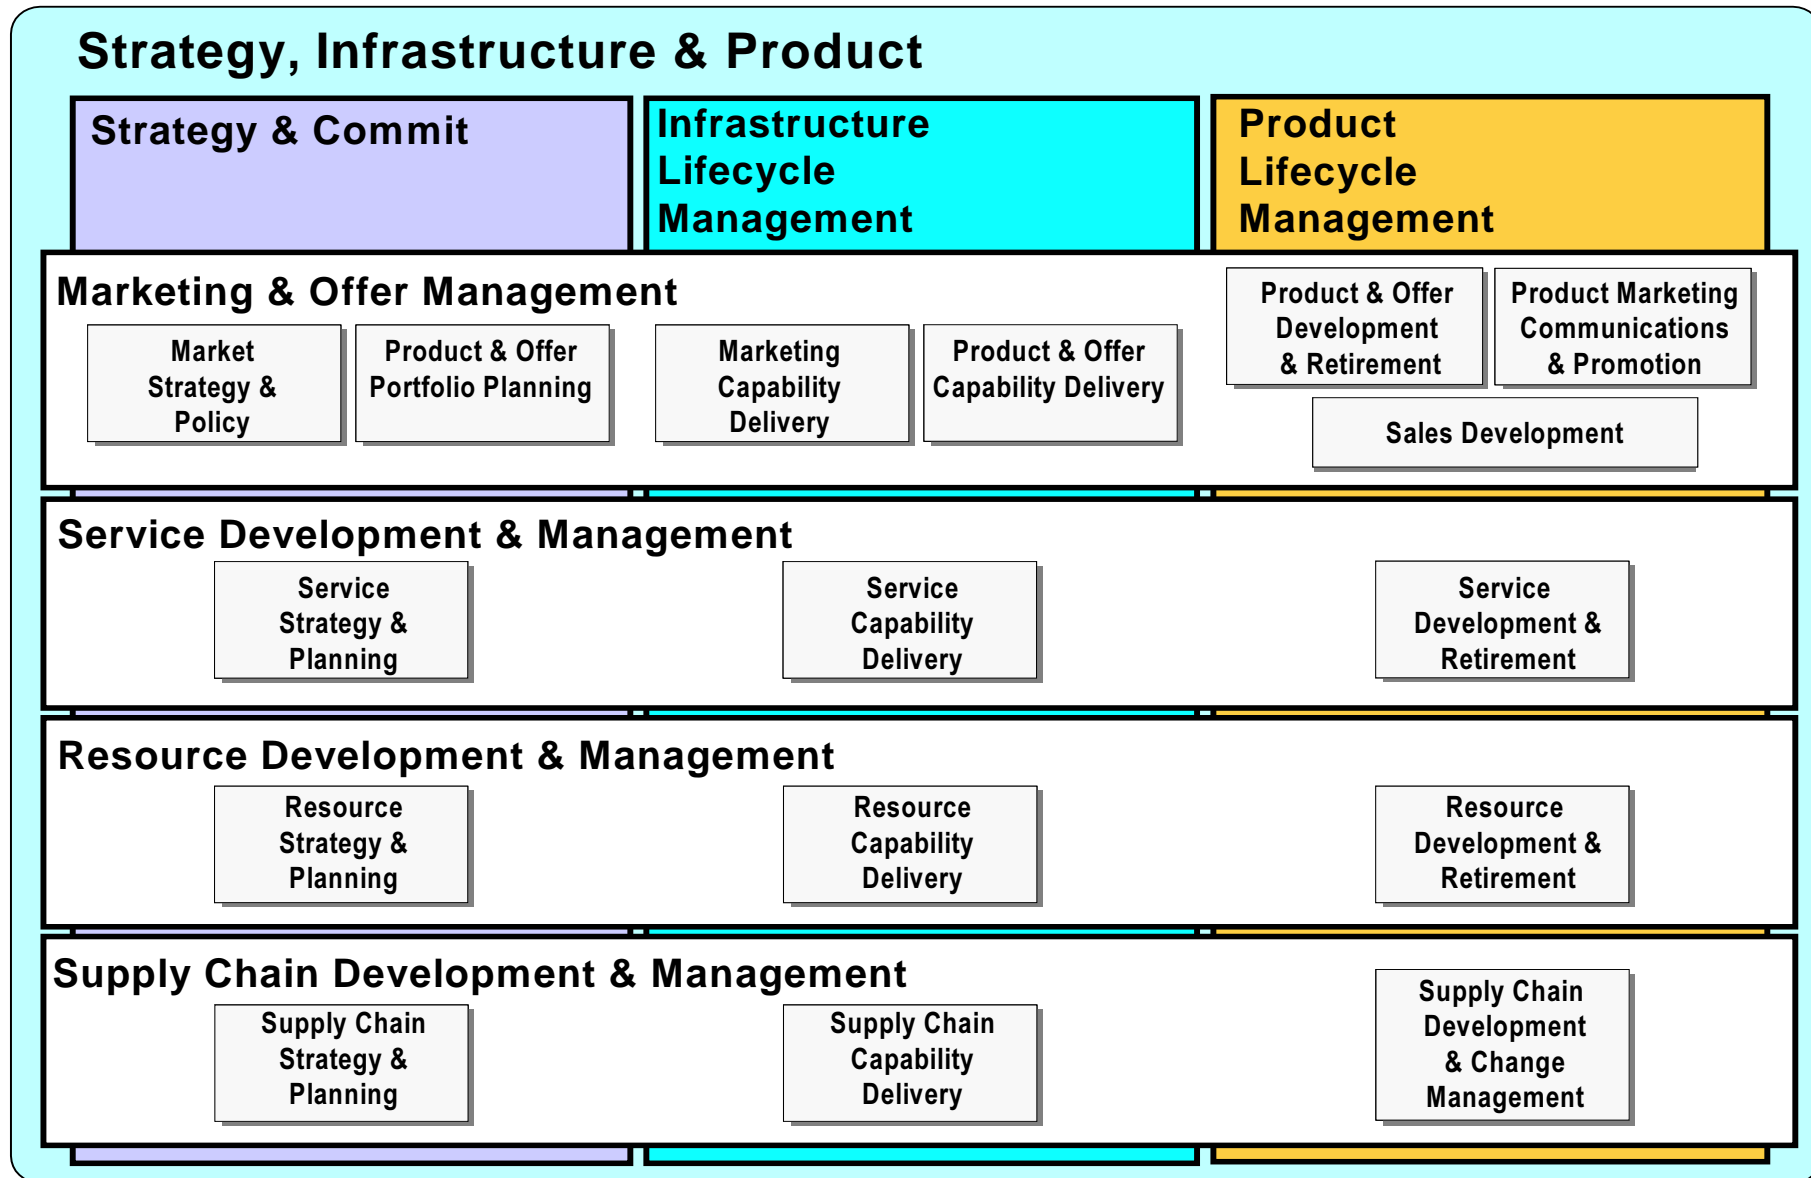 Strategy, Infrastructure & Product
Strategy & Commit
Infrastructure
Lifecycle
Management
Product
Lifecycle
Management
Marketing & Offer Management
Market
Strategy &
Policy
Product & Offer
Portfolio Planning
Marketing
Capability
Delivery
Product & Offer
Capability Delivery
Product & Offer
Development
& Retirement
Product Marketing
Communications
& Promotion
Sales Development
Service Development & Management
Service
Strategy &
Planning
Service
Capability
Delivery
Service
Development &
Retirement
Resource Development & Management
Resource
Strategy &
Planning
Resource
Capability
Delivery
Resource
Development &
Retirement
Supply Chain Development & Management
Supply Chain
Strategy &
Planning
Supply Chain
Capability
Delivery
Supply Chain
Development
& Change
Management